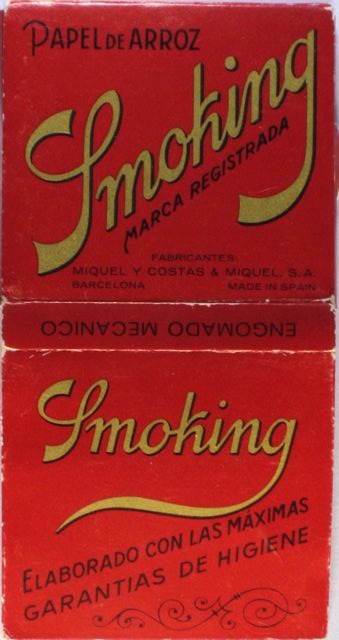 PAPEL DE ARROZ
Smoking
MARCA REGISTRADA
FABRICANTES
MIQUEL Y COSTAS & MIQUEL, S.A.
BARCELONA MADE IN SPAIN
ENGOMADO MECANICO
Smoking
ELABORADO CON LAS MÁXIMAS
GARANTIAS DE HIGIENE